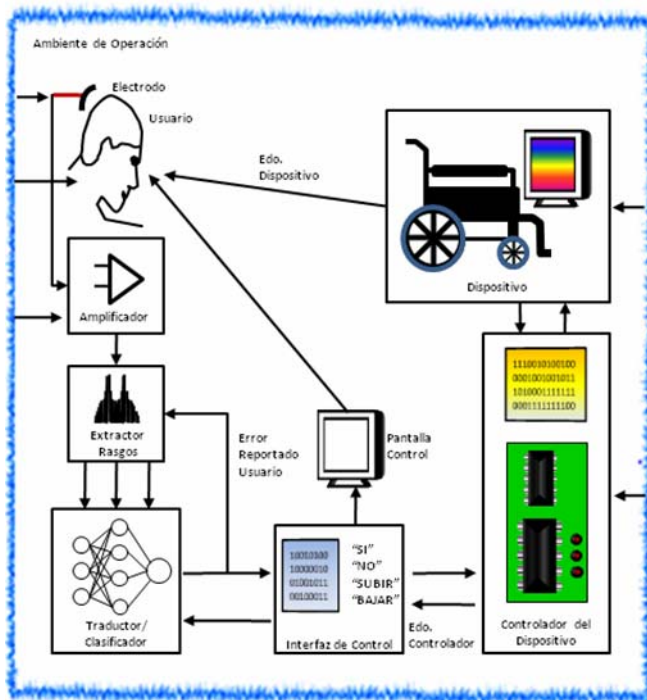 Ambiente de Operación
Electrodo
Usuario
Edo.
Dispositivo
Dispositivo
Amplificador
1110010100100
0001001001011
1010001111111
0001111111100
Extractor
Rasgos
Error
Reportado
Usuario
Pantalla
Control
10010100
10000010
01001011
00100011
"SI"
"NO"
"SUBIR"
"BAJAR"
Traductor/
Clasificador
Interfaz de Control
Edo.
Controlador
Controlador del
Dispositivo